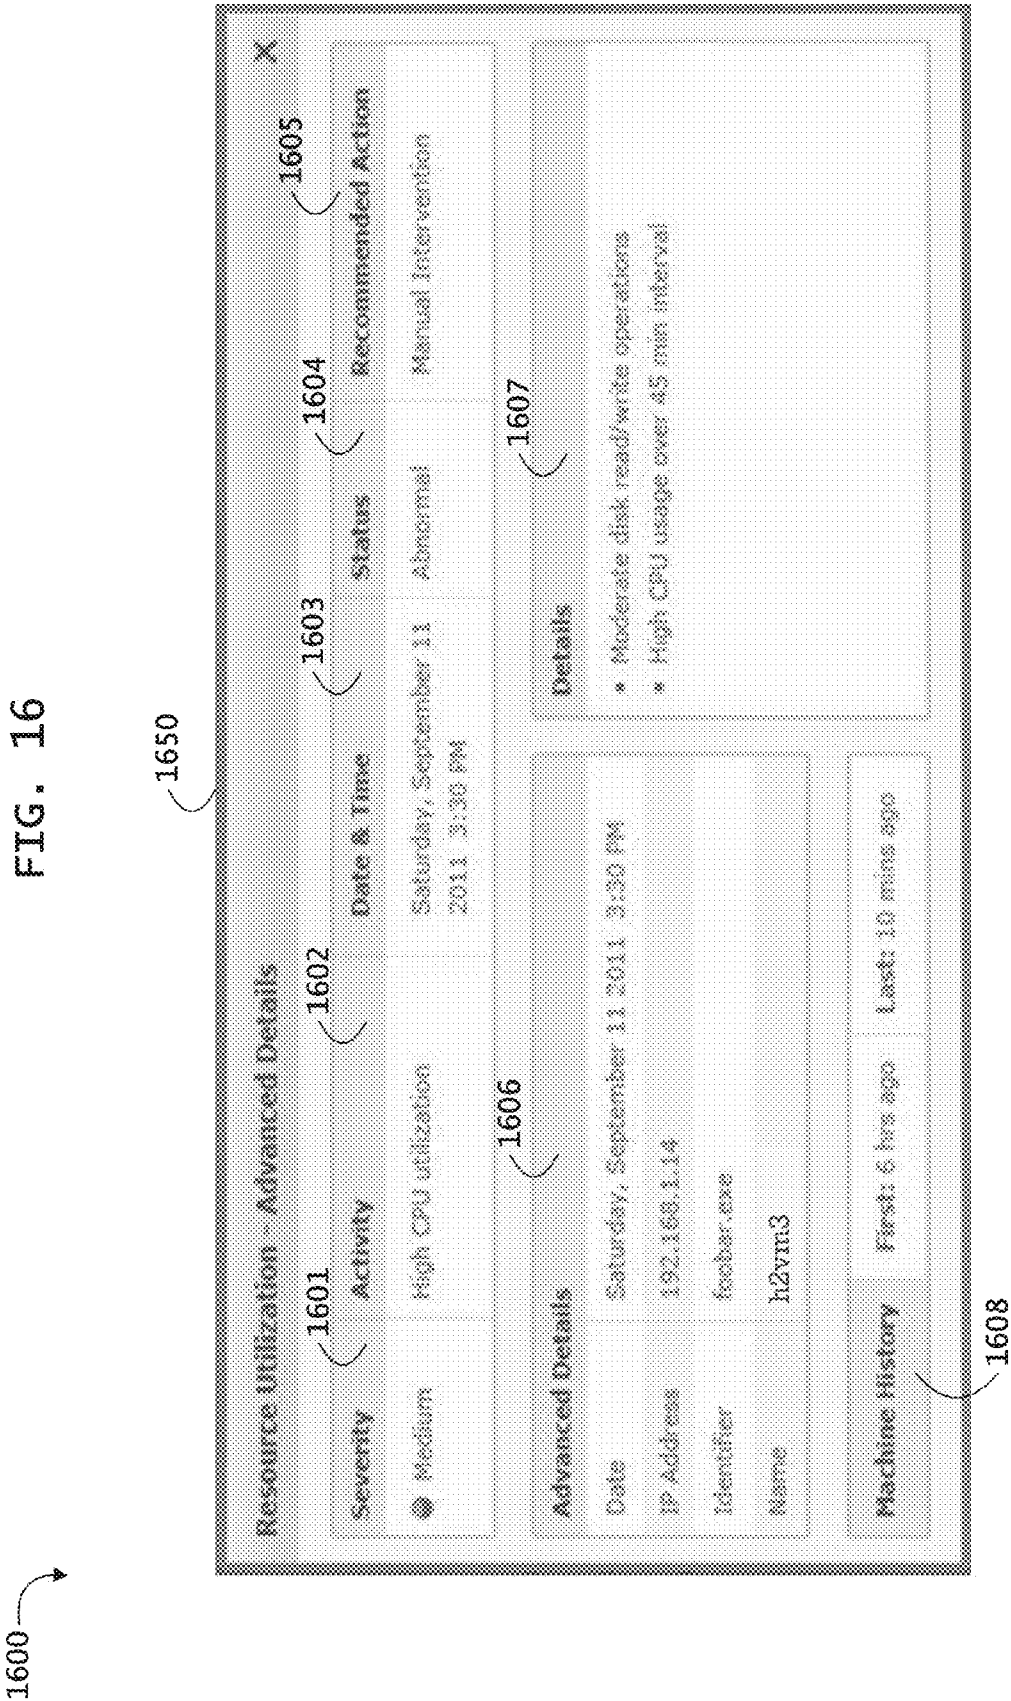 FIG. 16
1600
1650
Resource Utilization - Advanced Details X
1601 1602 1603 1604 1605
Severity Activity Date & Time Status Recommended Action
Medium High CPU utilization Saturday, September 11 Abnormal Manual Intervention
2011 3:30 PM
1606 1607
Advanced Details Details
Date Saturday, September 11 2011 3:30 PM • Moderate disk read/write operations
IP Address 192.168.1.14 • High CPU usage over 45 min interval
Identifier foobar.exe
Name h2vm3
Machine History First: 6 hrs ago Last: 10 mins ago
1608